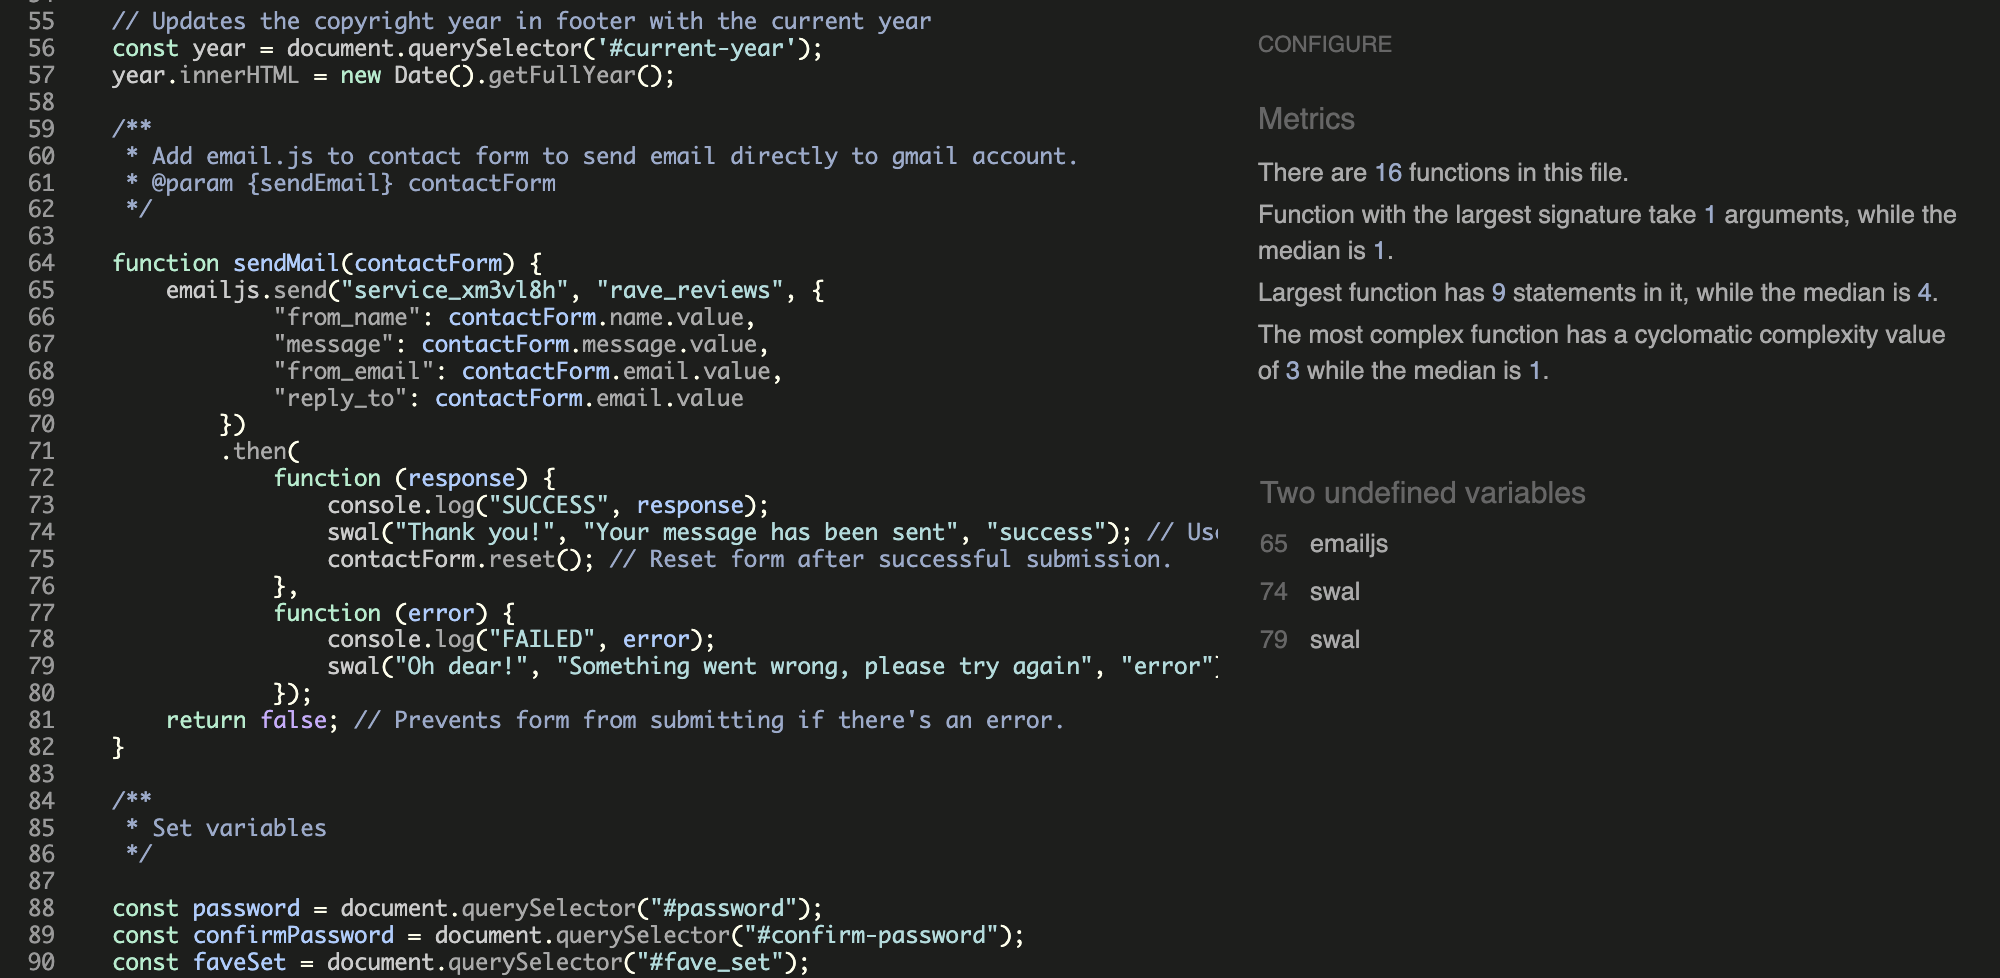 55 // Updates the copyright year in footer with the current year
56 const year = document.querySelector('#current-year');
57 year.innerHTML = new Date().getFullYear();
58
59 /**
60 * Add email.js to contact form to send email directly to gmail account.
61 * @param {sendEmail} contactForm
62 */
63
64 function sendMail(contactForm) {
65 emailjs.send("service_xm3vl8h", "rave_reviews", {
66 "from_name": contactForm.name.value,
67 "message": contactForm.message.value,
68 "from_email": contactForm.email.value,
69 "reply_to": contactForm.email.value
70 })
71 .then(
72 function (response) {
73 console.log("SUCCESS", response);
74 swal("Thank you!", "Your message has been sent", "success"); //
75 contactForm.reset(); // Reset form after successful submission.
76 },
77 function (error) {
78 console.log("FAILED", error);
79 swal("Oh dear!", "Something went wrong, please try again", "error"
80 });
81 return false; // Prevents form from submitting if there's an error.
82 }
83
84 /**
85 * Set variables
86 */
87
88 const password = document.querySelector("#password");
89 const confirmPassword = document.querySelector("#confirm-password");
90 const faveSet = document.querySelector("#fave_set");
CONFIGURE
Metrics
There are 16 functions in this file.
Function with the largest signature take 1 arguments, while the
median is 1.
Largest function has 9 statements in it, while the median is 4.
The most complex function has a cyclomatic complexity value
of 3 while the median is 1.
Two undefined variables
65 emailjs
74 swal
79 swal